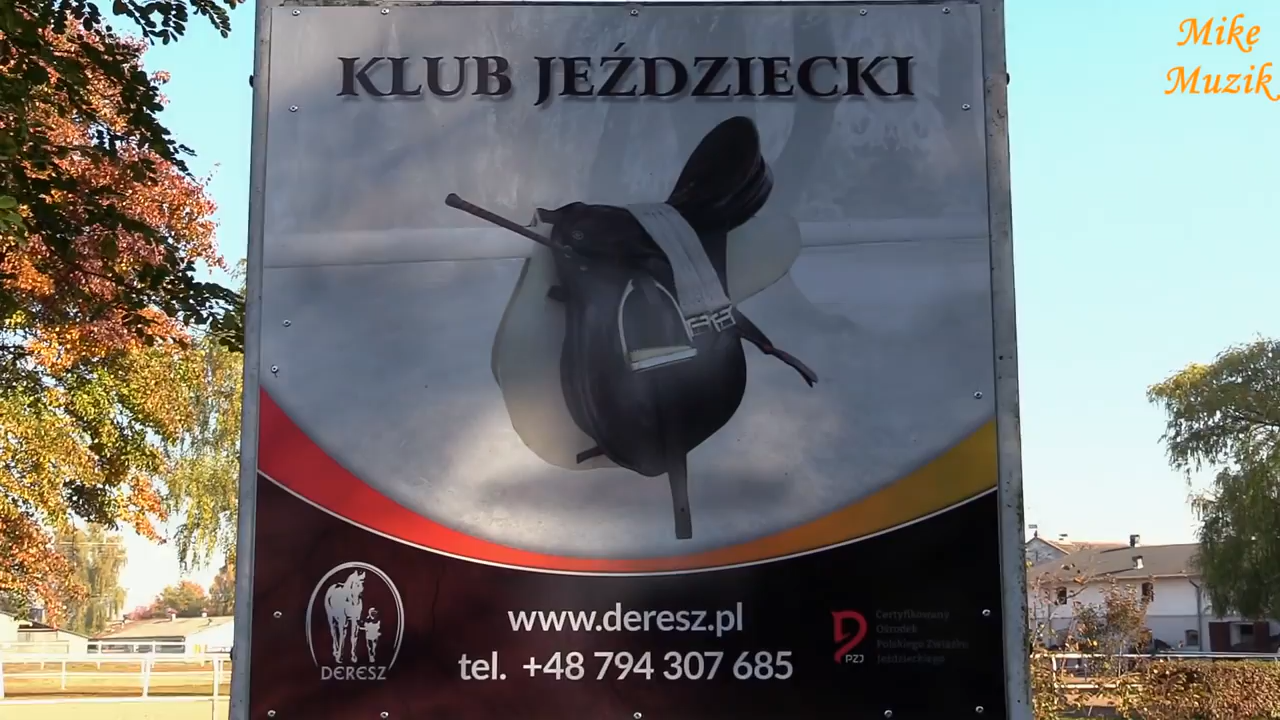 Mike
Muzik
KLUB JEŹDZIECKI
www.deresz.pl
tel. +48 794 307 685
DERESZ
PZJ
Certyfikowany
Ośrodek
Polskiego Związku
Jeździeckiego